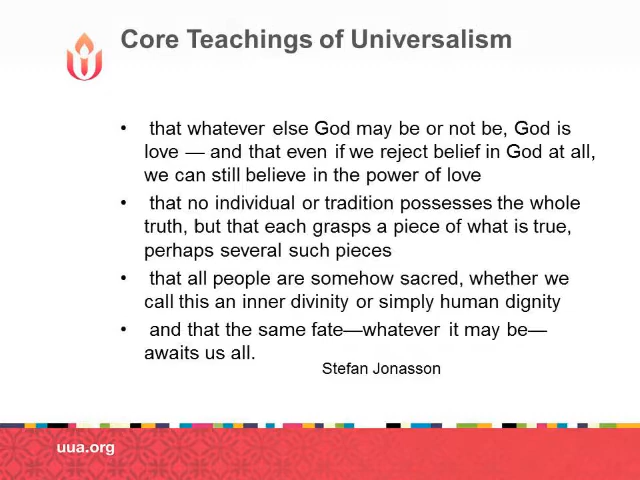 Core Teachings of Universalism
• that whatever else God may be or not be, God is
love — and that even if we reject belief in God at all,
we can still believe in the power of love
• that no individual or tradition possesses the whole
truth, but that each grasps a piece of what is true,
perhaps several such pieces
• that all people are somehow sacred, whether we
call this an inner divinity or simply human dignity
• and that the same fate—whatever it may be—
awaits us all.
Stefan Jonasson
uua.org